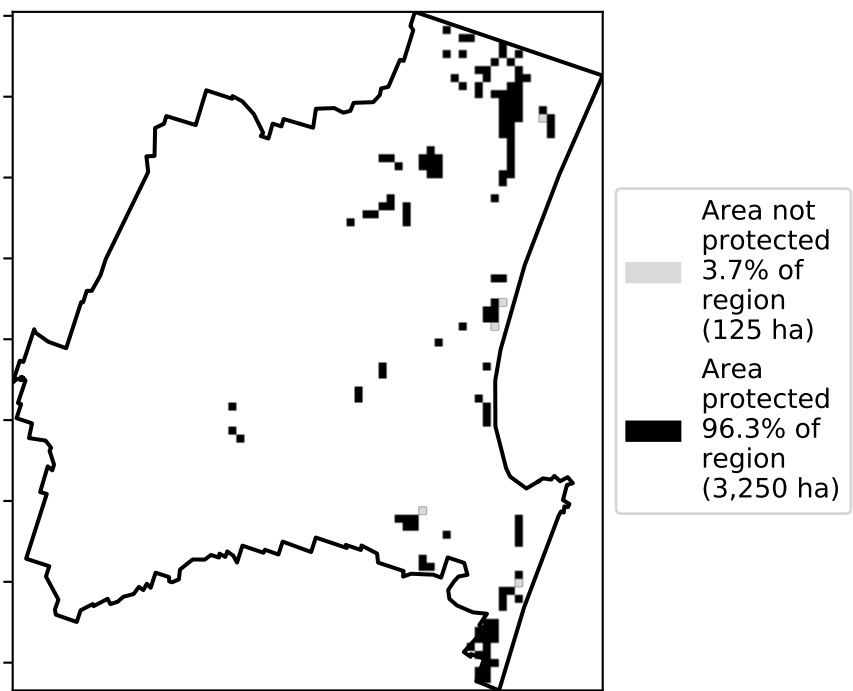 Area not
protected
3.7% of
region
(125 ha)
Area
protected
96.3% of
region
(3,250 ha)